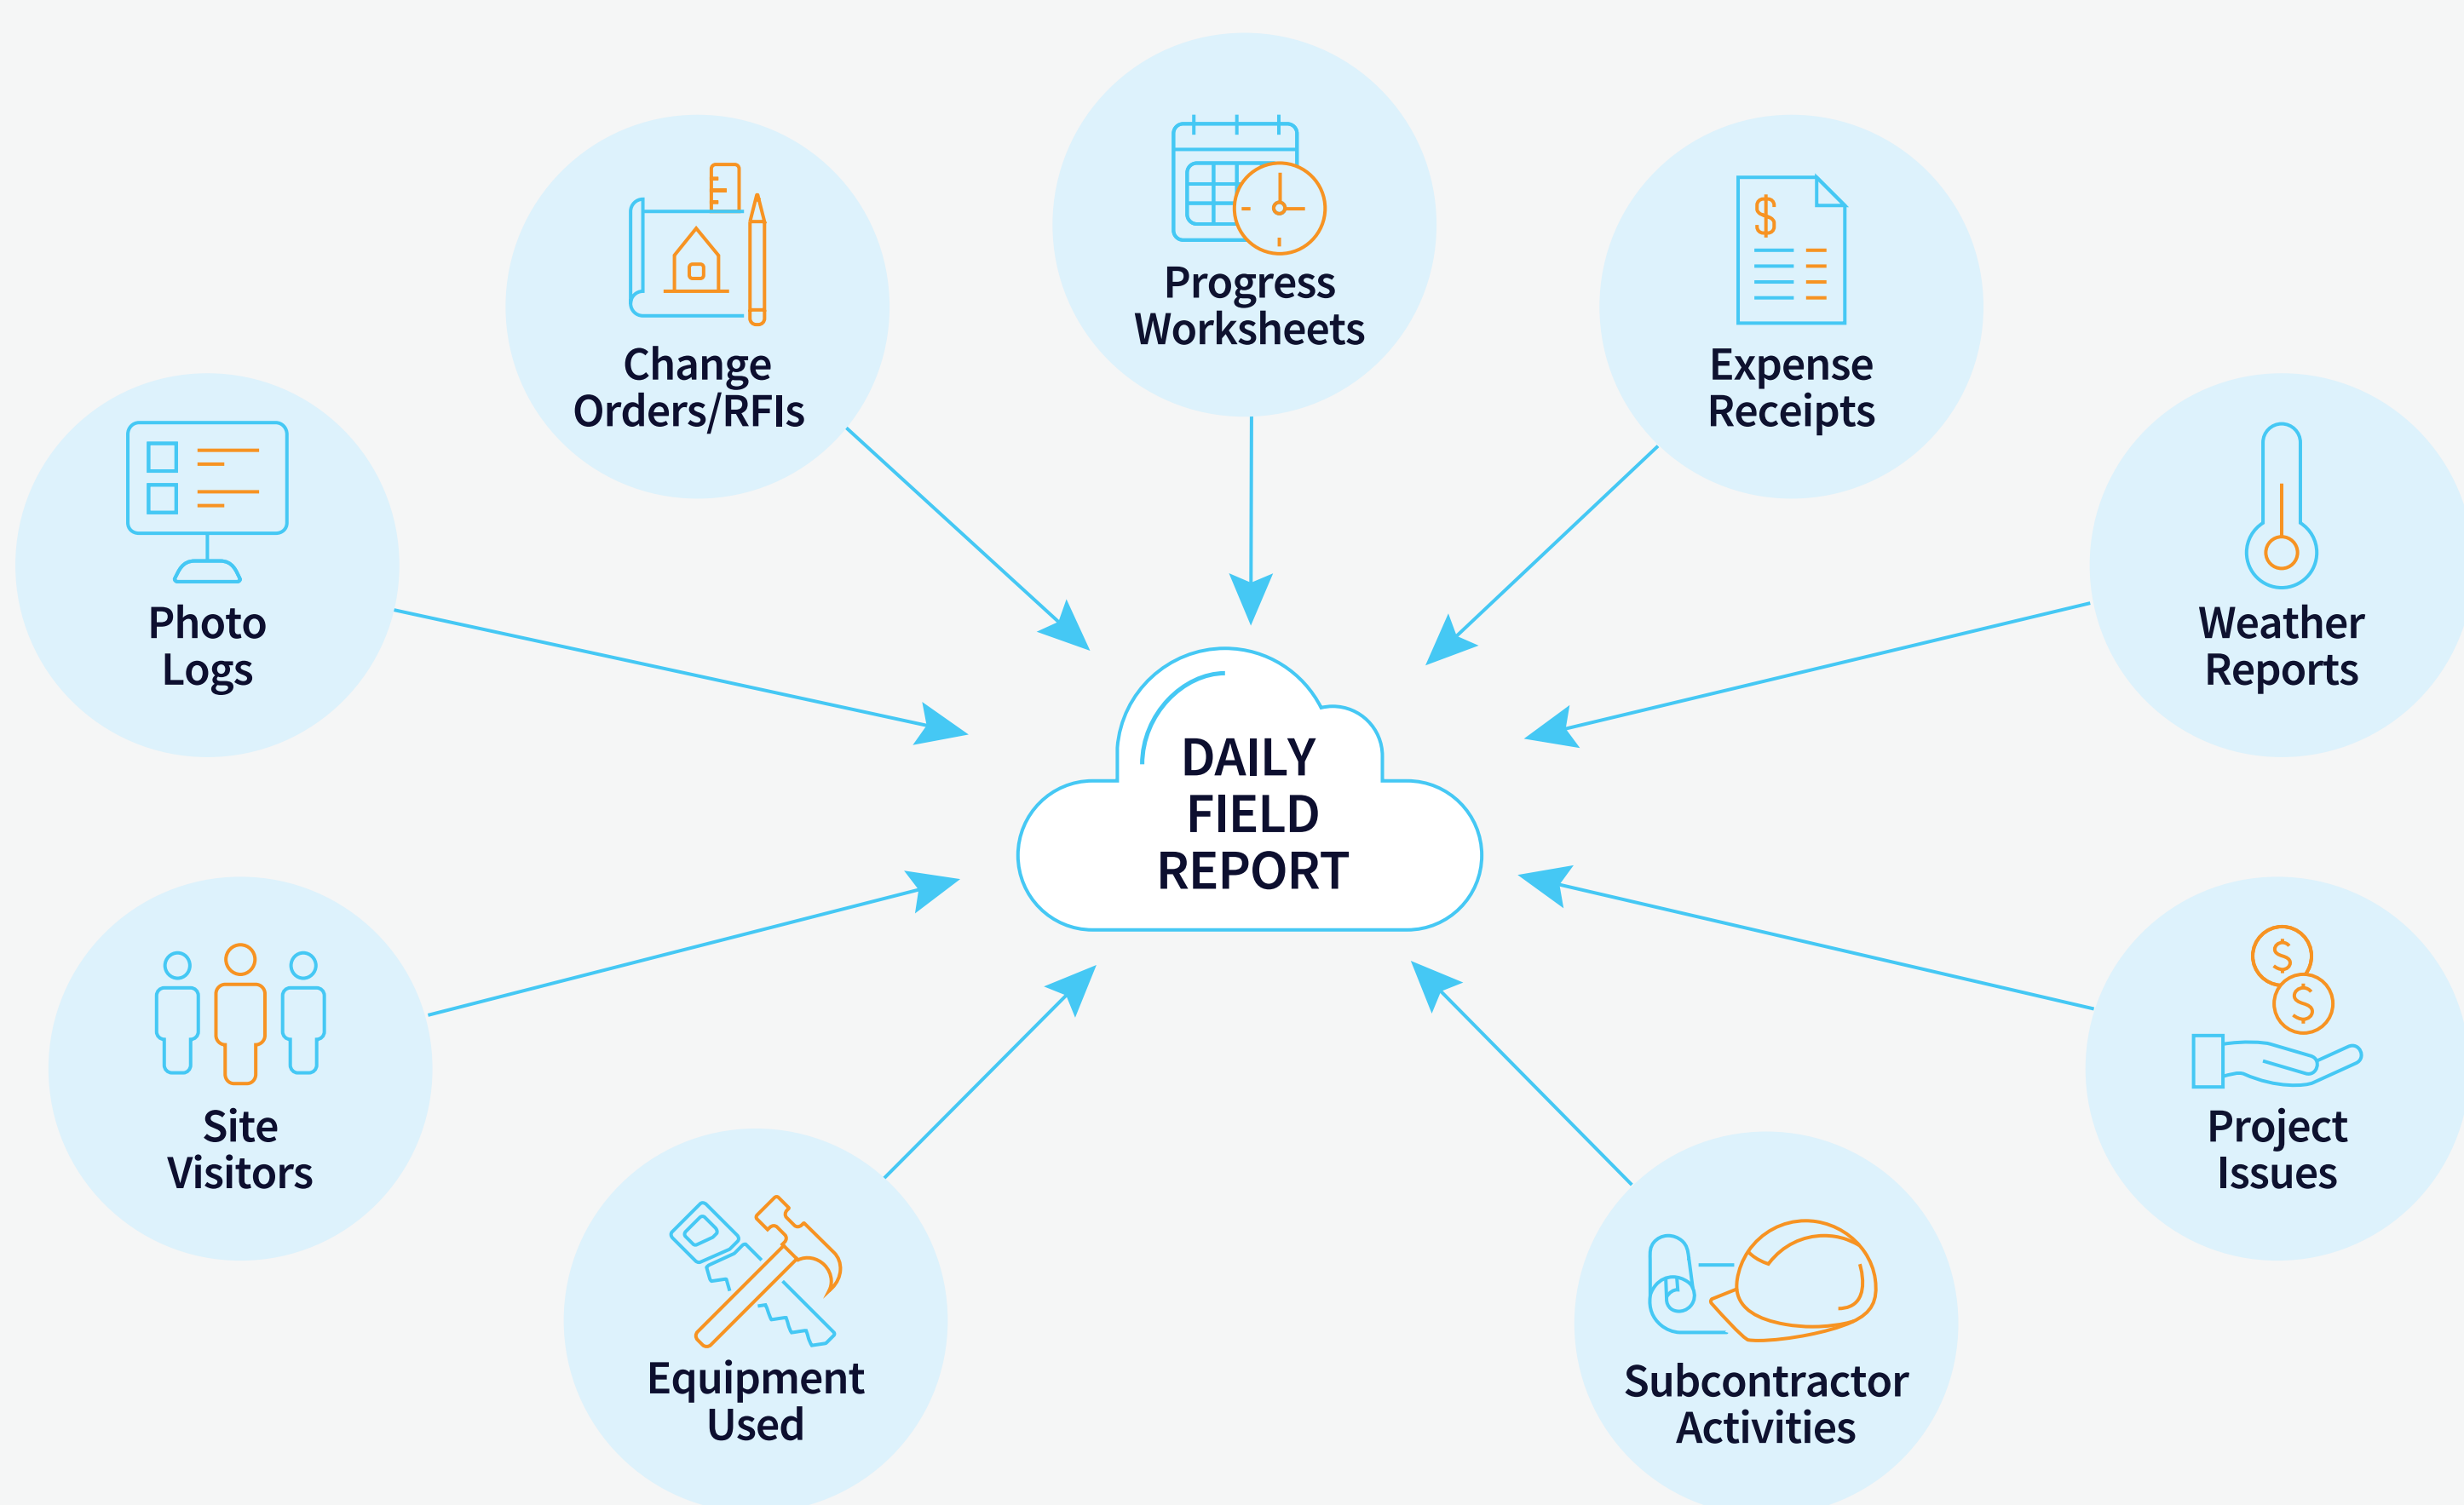 Progress
Worksheets
Change
Orders/RFIs
Expense
Receipts
Photo
Logs
Weather
Reports
DAILY
FIELD
REPORT
Site
Visitors
Project
Issues
Equipment
Used
Subcontractor
Activities
$
$
$